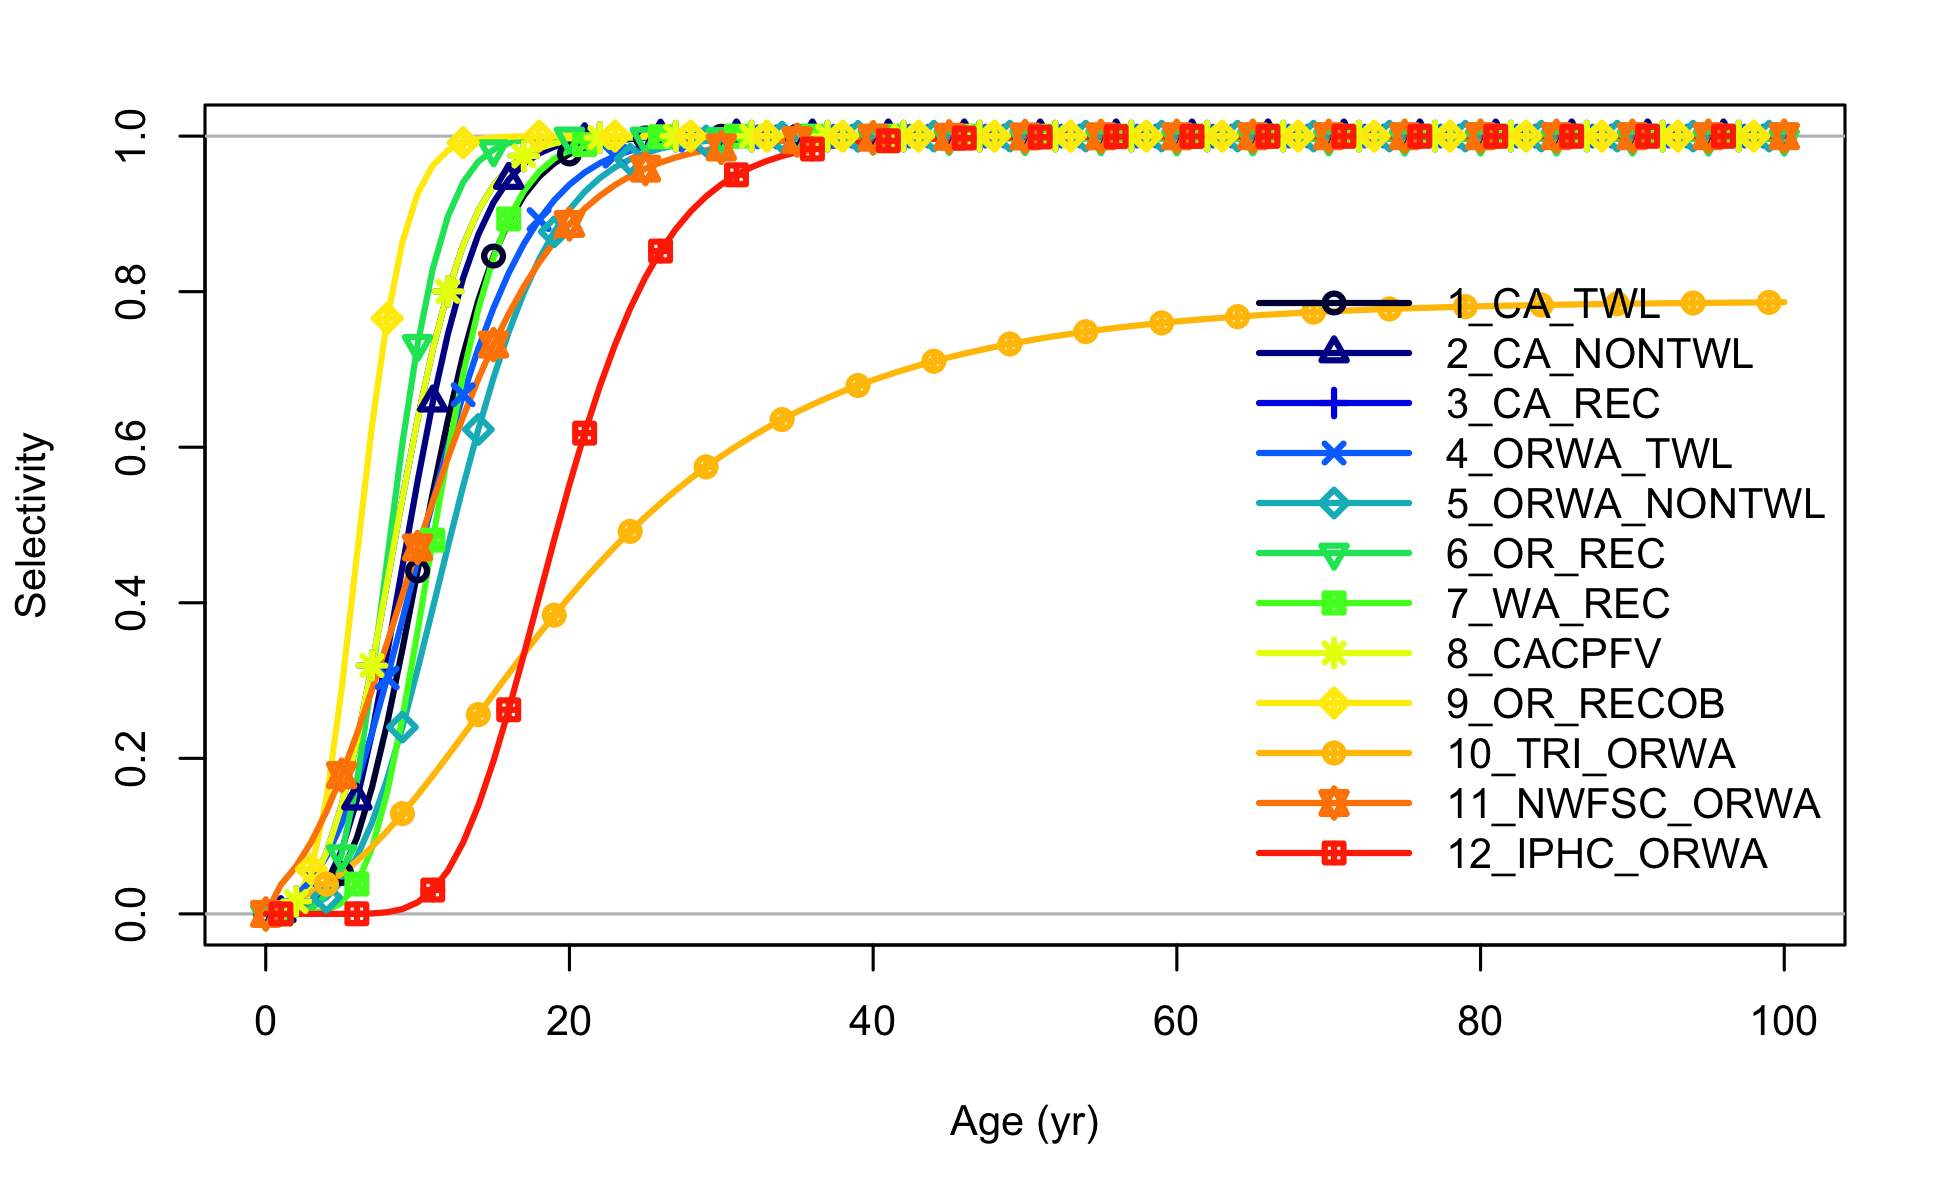 1.0
0.8
0.6
0.4
0.2
0.0
Selectivity
1_CA_TWL
2_CA_NONTWL
3_CA_REC
4_ORWA_TWL
5_ORWA_NONTWL
6_OR_REC
7_WA_REC
8_CACPFV
9_OR_RECOB
10_TRI_ORWA
11_NWFSC_ORWA
12_IPHC_ORWA
0 20 40 60 80 100
Age (yr)